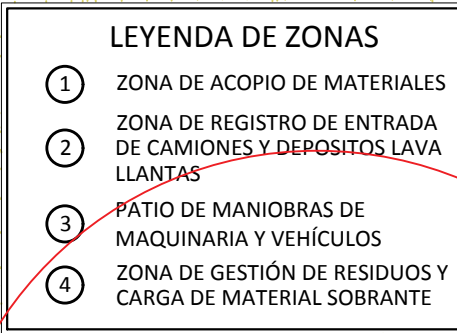 LEYENDA DE ZONAS
1 ZONA DE ACOPIO DE MATERIALES
ZONA DE REGISTRO DE ENTRADA
2 DE CAMIONES Y DEPOSITOS LAVA
LLANTAS
3 PATIO DE MANIOBRAS DE
MAQUINARIA Y VEHÍCULOS
4 ZONA DE GESTIÓN DE RESIDUOS Y
CARGA DE MATERIAL SOBRANTE